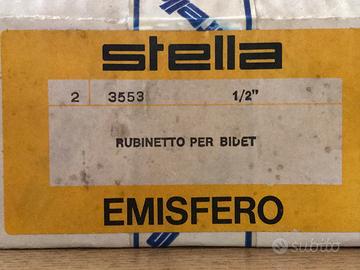 stella
2 3553 1/2"
RUBINETTO PER BIDET
EMISFERO
subito